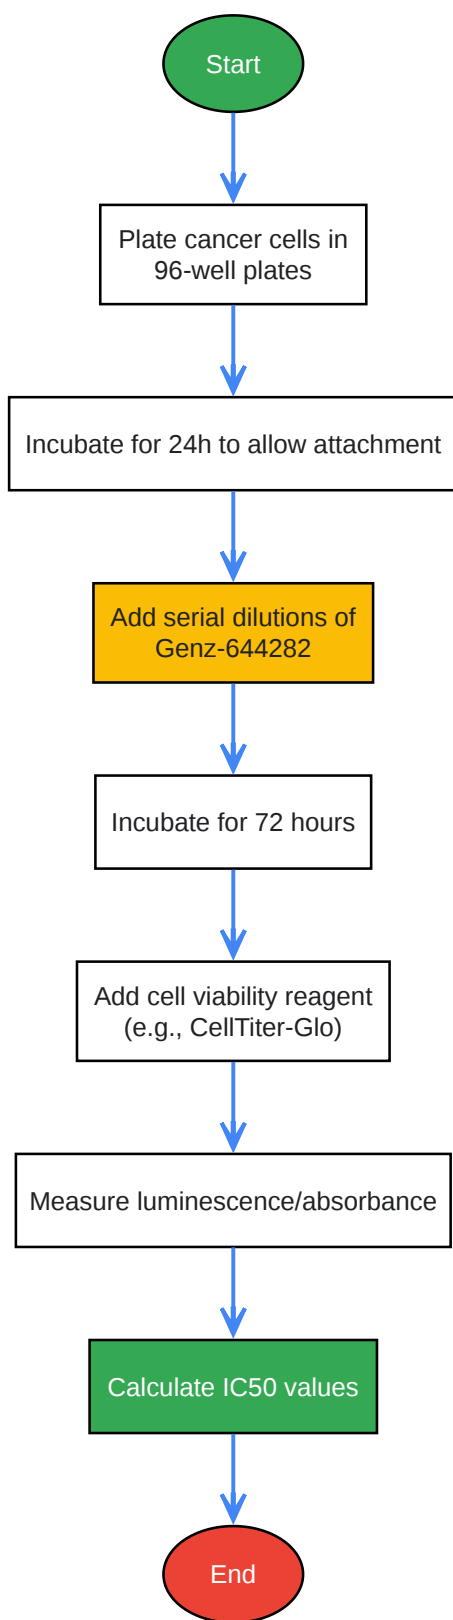 Start
Plate cancer cells in
96-well plates
Incubate for 24h to allow attachment
Add serial dilutions of
Genz-644282
Incubate for 72 hours
Add cell viability reagent
(e.g., CellTiter-Glo)
Measure luminescence/absorbance
Calculate IC50 values
End